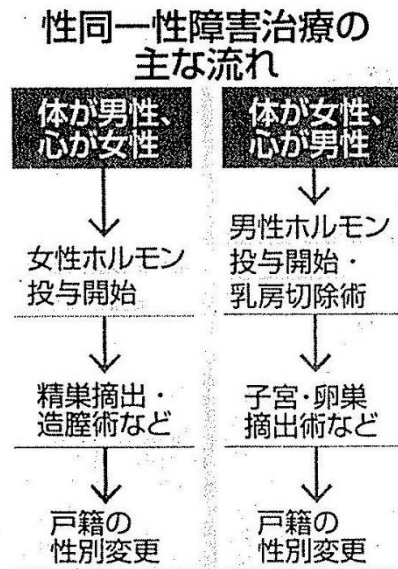 性同一性障害治療の
主な流れ
体が男性、
心が女性
女性ホルモン
投与開始
精巣摘出・
造膣術など
戸籍の
性別変更
体が女性、
心が男性
男性ホルモン
投与開始・
乳房切除術
子宮・卵巣
摘出術など
戸籍の
性別変更